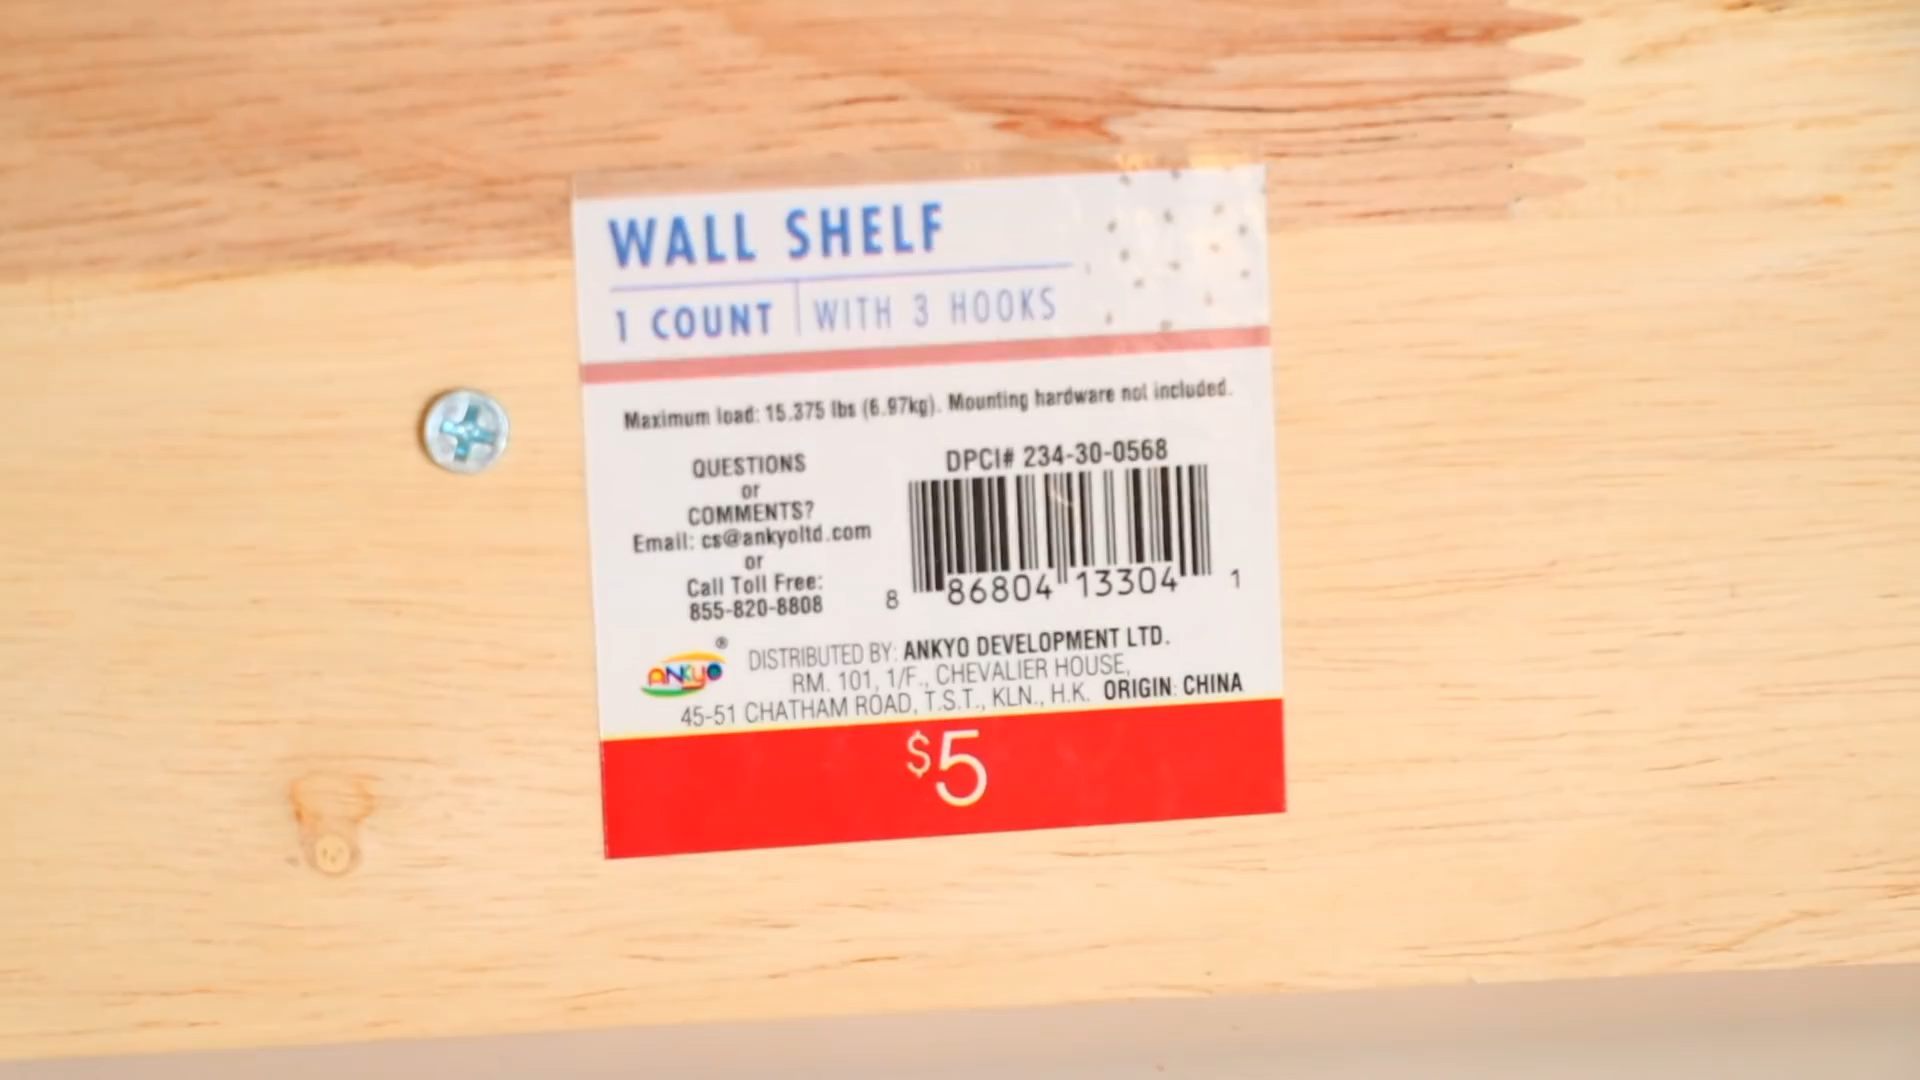 WALL SHELF
1 COUNT WITH 3 HOOKS
Maximum load: 15.375 lbs (6.97kg). Mounting hardware not included.
QUESTIONS
or
COMMENTS?
Email: cs@ankyoltd.com
or
Call Toll Free:
855-820-8808
DPCI# 234-30-0568
8 86804 13304 1
ANKYO ®
DISTRIBUTED BY: ANKYO DEVELOPMENT LTD.
RM. 101, 1/F., CHEVALIER HOUSE,
45-51 CHATHAM ROAD, T.S.T., KLN., H.K. ORIGIN: CHINA
$5